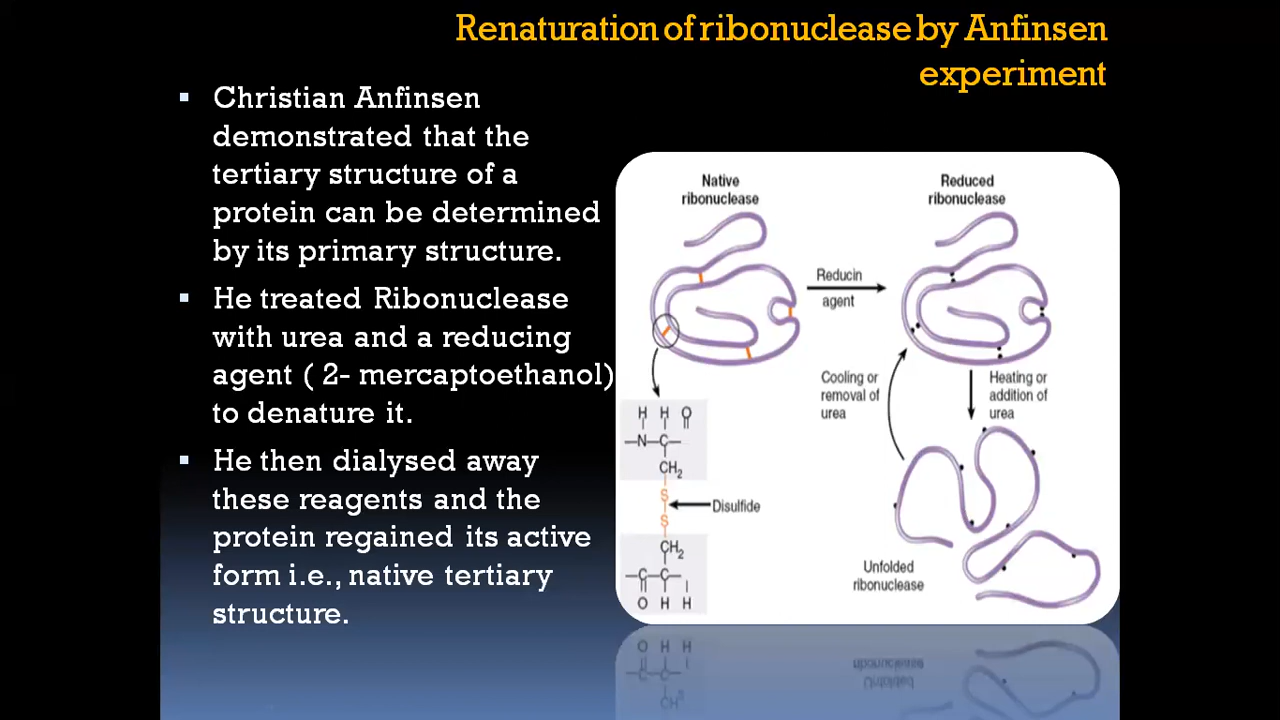 Renaturation of ribonuclease by Anfinsen
experiment
▪ Christian Anfinsen
demonstrated that the
tertiary structure of a
protein can be determined
by its primary structure.
▪ He treated Ribonuclease
with urea and a reducing
agent ( 2- mercaptoethanol)
to denature it.
▪ He then dialysed away
these reagents and the
protein regained its active
form i.e., native tertiary
structure.
Native
ribonuclease
Reduced
ribonuclease
Reducin
agent
Cooling or
removal of
urea
Heating or
addition of
urea
H H O
–N–C–
CH₂
S
S
Disulfide
CH₂
–C–C–
O H H
Unfolded
ribonuclease